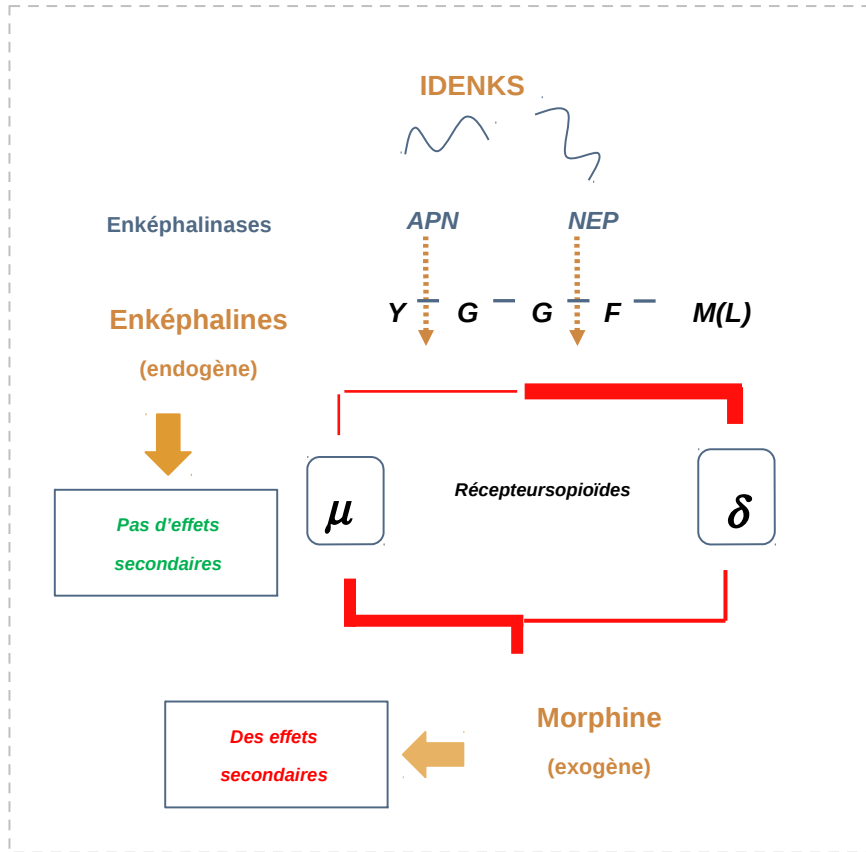 IDENKS
Enképhalinases
APN
NEP
Y G G F M(L)
Enképhalines
(endogène)
μ
Récepteursopioïdes
δ
Pas d’effets
secondaires
Morphine
(exogène)
Des effets
secondaires